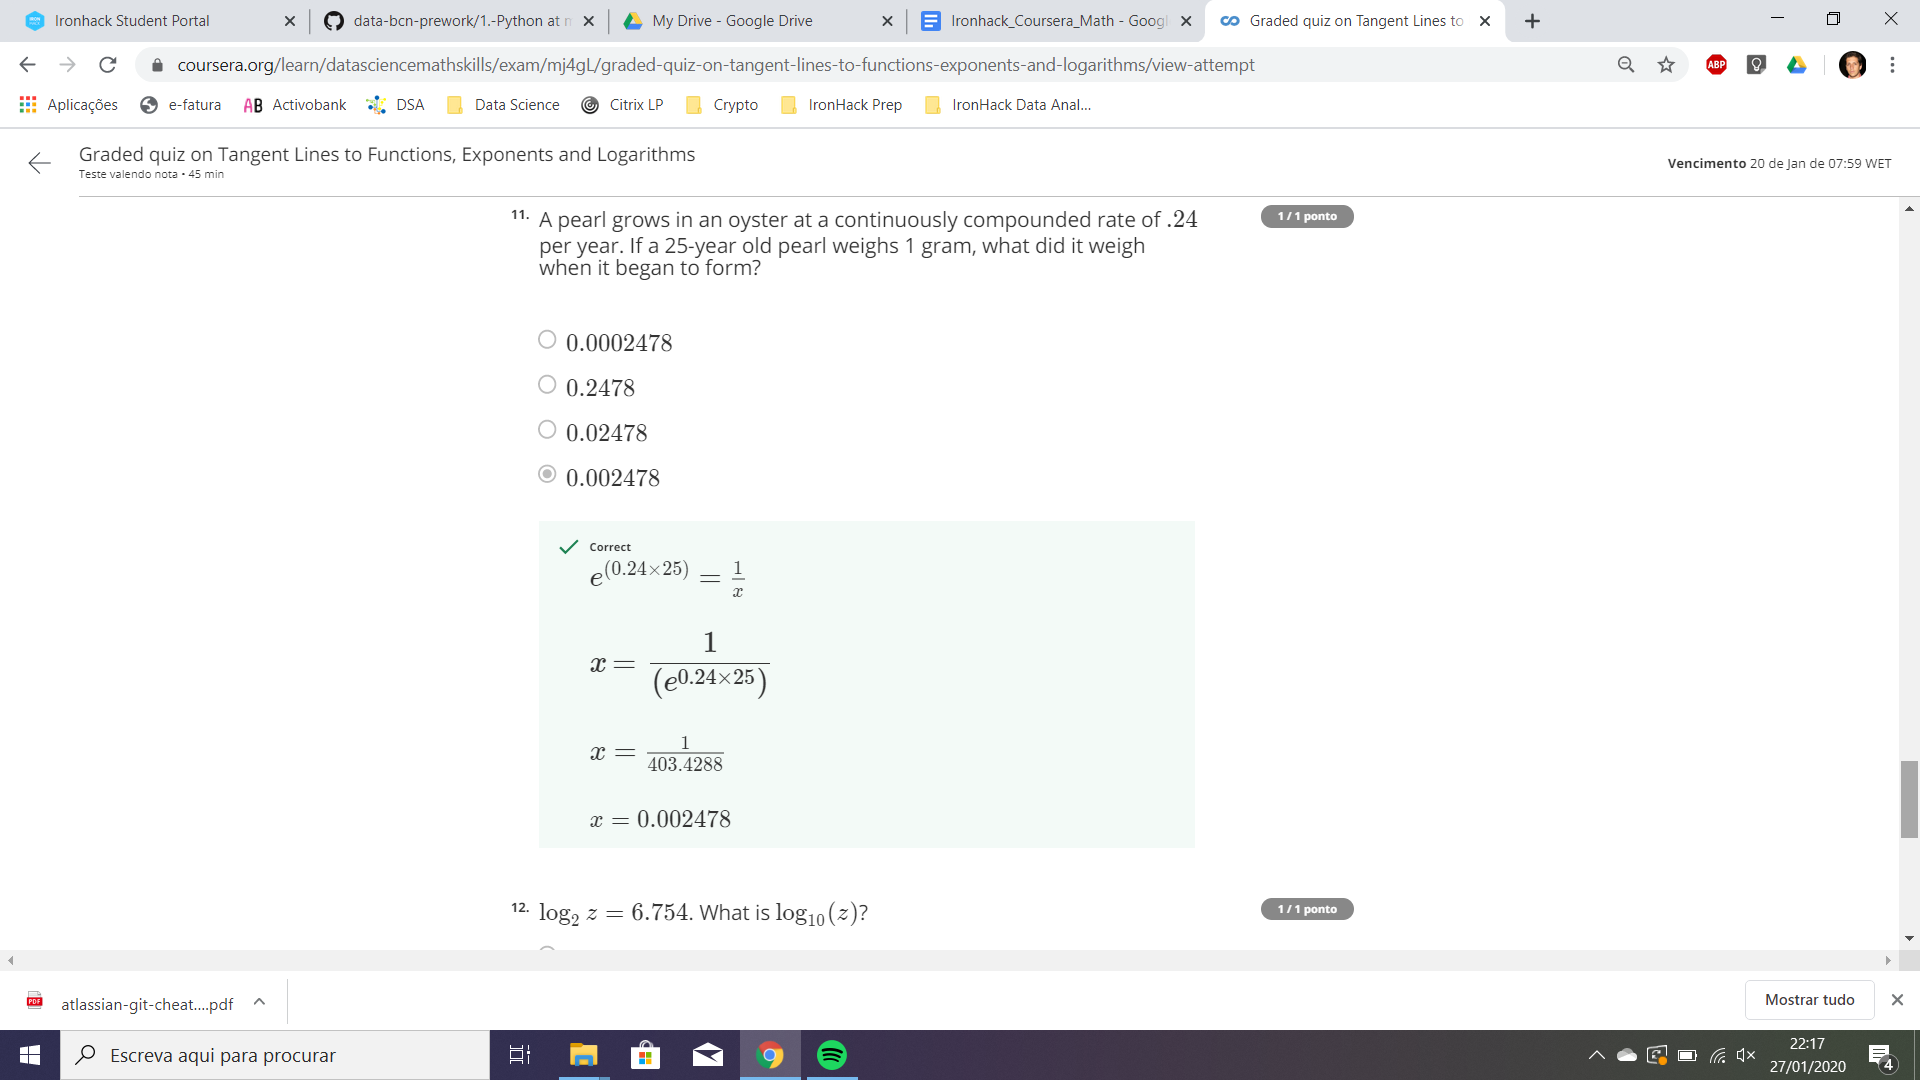 Ironhack Student Portal
data-bcn-prework/1.-Python at m
My Drive - Google Drive
Ironhack_Coursera_Math - Googl
Graded quiz on Tangent Lines to
coursera.org/learn/datasciencemathskills/exam/mj4gL/graded-quiz-on-tangent-lines-to-functions-exponents-and-logarithms/view-attempt
ABP
Aplicações
e-fatura
AB Activobank
DSA
Data Science
Citrix LP
Crypto
IronHack Prep
IronHack Data Anal...
Graded quiz on Tangent Lines to Functions, Exponents and Logarithms
Teste valendo nota • 45 min
Vencimento 20 de Jan de 07:59 WET
11. A pearl grows in an oyster at a continuously compounded rate of .24
per year. If a 25-year old pearl weighs 1 gram, what did it weigh
when it began to form?
1 / 1 ponto
0.0002478
0.2478
0.02478
0.002478
Correct
e^(0.24×25) = 1/x
x = 1/(e^0.24×25)
x = 1/403.4288
x = 0.002478
12. log₂ z = 6.754. What is log₁₀(z)?
1 / 1 ponto
PDF
atlassian-git-cheat....pdf
Mostrar tudo
Escreva aqui para procurar
22:17
27/01/2020
4